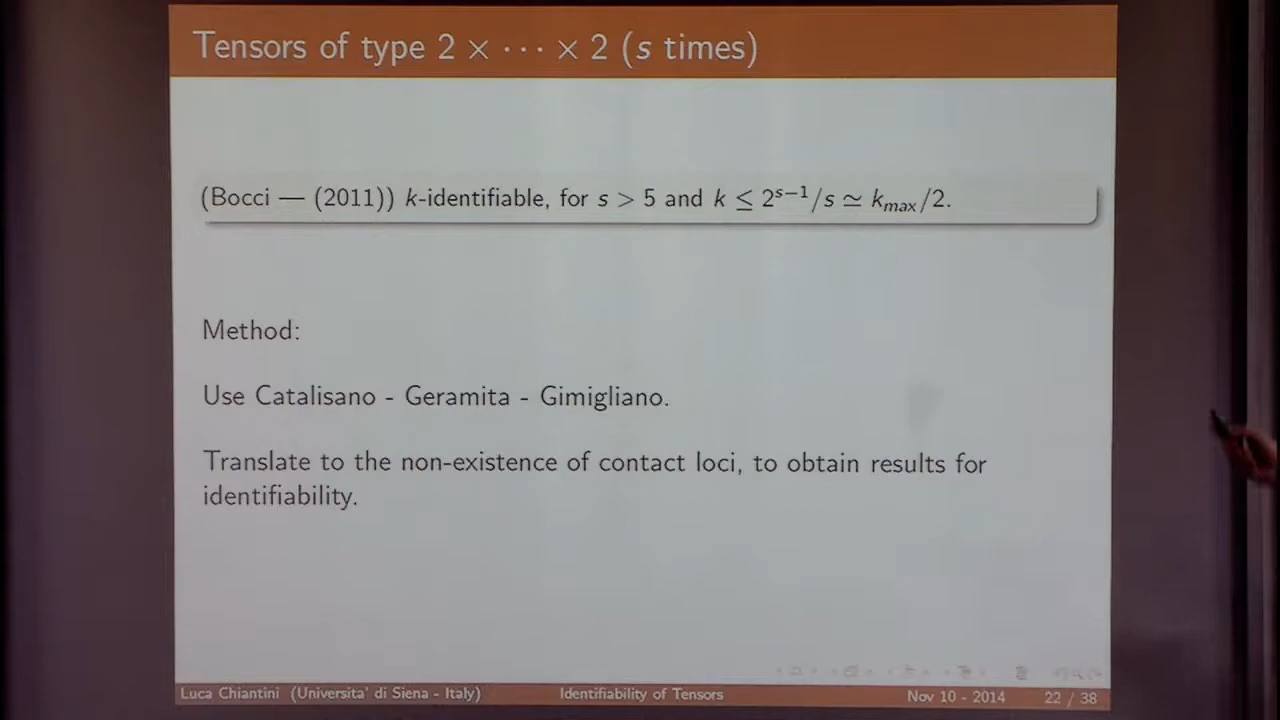 Tensors of type 2 × ··· × 2 (s times)
(Bocci — (2011)) k-identifiable, for s > 5 and k ≤ 2^{s−1}/s ≃ k_{max}/2.
Method:
Use Catalisano - Geramita - Gimigliano.
Translate to the non-existence of contact loci, to obtain results for
identifiability.
Luca Chiantini (Universita' di Siena - Italy) Identifiability of Tensors Nov 10 - 2014 22 / 38